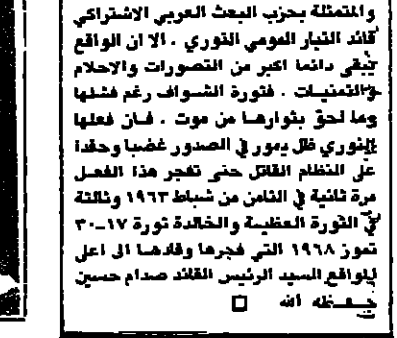 والمتمثلة بحزب البعث العربي الاشتراكي
قائد التيار القومي الثوري . الا ان الواقع
يبقى دائما اكبر من التصورات والاحلام
والتمنيات . فثورة الشواف رغم فشلها
وما لحق بثوارها من موت . فان فعلها
الثوري ظل يمور في الصدور غضبا وحقدا
على النظام القاتل حتى تفجر هذا الفعل
مرة ثانية في الثامن من شباط ١٩٦٣ وثالثة
في الثورة العظيمة والخالدة ثورة ١٧-٣٠
تموز ١٩٦٨ التي فجرها وقادها الى اعلى
المواقع السيد الرئيس القائد صدام حسين
حفظه الله